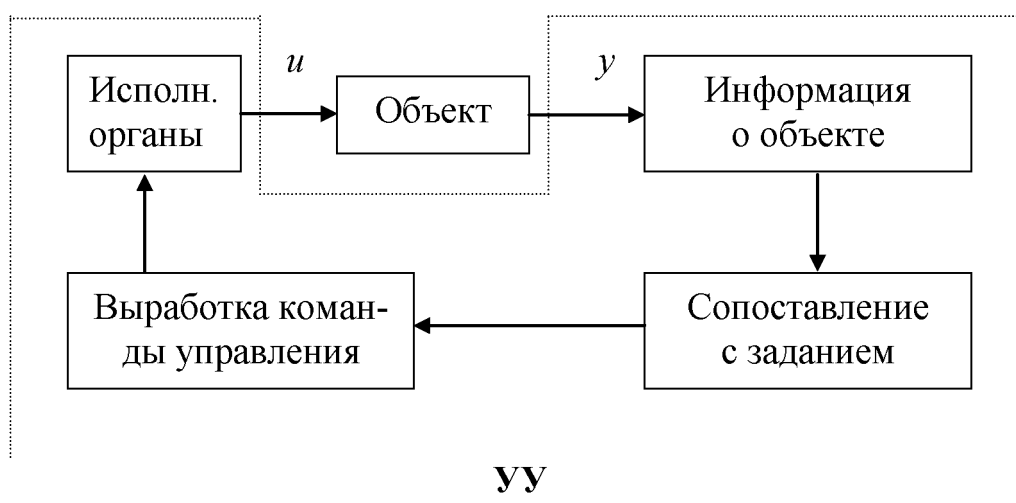 Исполн.
органы
u
Объект
y
Информация
о объекте
Выработка коман-
ды управления
Сопоставление
с заданием
УУ